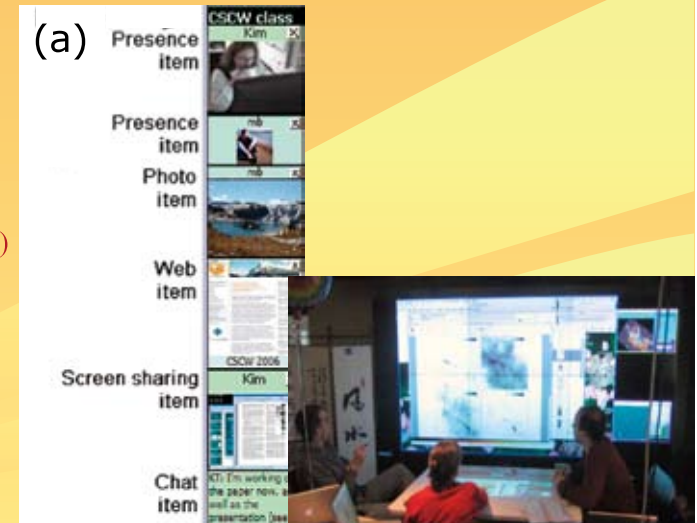 (a)
CSCW class
Presence
item
Kim
Presence
item
mb
Photo
item
mb
Web
item
CSCW 2006
Screen sharing
item
Kim
Chat
item
KT: I'm working
the paper now, a
well as the
presentation [see
)